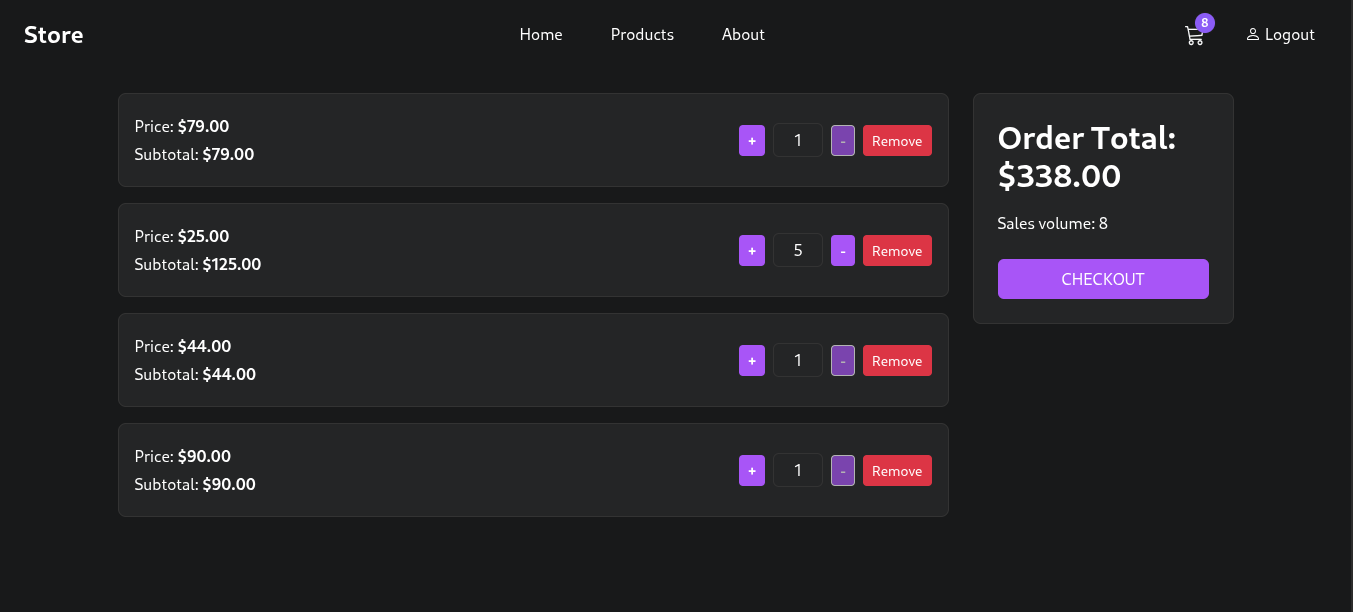 Store
Home Products About
8
Logout
Price: $79.00
Subtotal: $79.00
+ 1 - Remove
Price: $25.00
Subtotal: $125.00
+ 5 - Remove
Price: $44.00
Subtotal: $44.00
+ 1 - Remove
Price: $90.00
Subtotal: $90.00
+ 1 - Remove
Order Total:
$338.00
Sales volume: 8
CHECKOUT